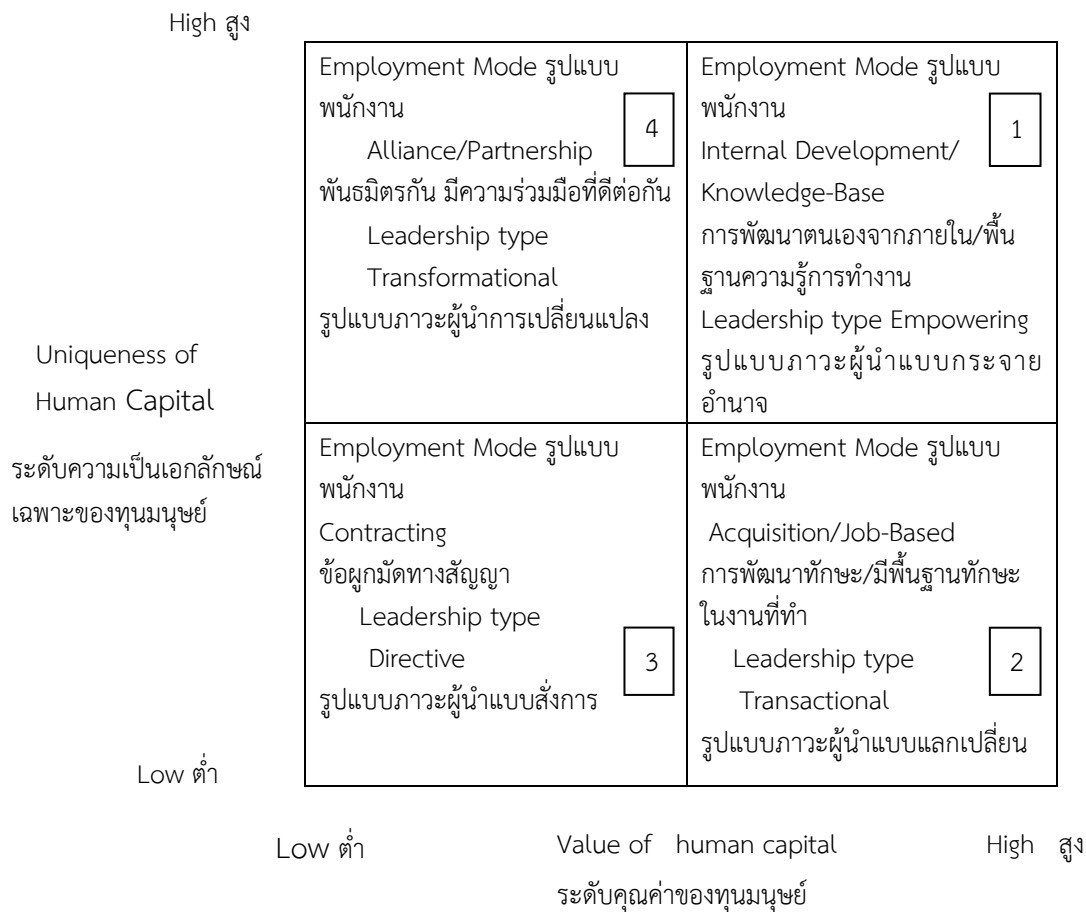 High สูง
Employment Mode รูปแบบ
พนักงาน
4
Alliance/Partnership
พันธมิตรกัน มีความร่วมมือที่ดีต่อกัน
Leadership type
Transformational
รูปแบบภาวะผู้นำการเปลี่ยนแปลง
Employment Mode รูปแบบ
พนักงาน
1
Internal Development/
Knowledge-Base
การพัฒนาตนเองจากภายใน/พื้น
ฐานความรู้การทำงาน
Leadership type Empowering
รูปแบบภาวะผู้นำแบบกระจาย
อำนาจ
Uniqueness of
Human Capital
ระดับความเป็นเอกลักษณ์
เฉพาะของทุนมนุษย์
Employment Mode รูปแบบ
พนักงาน
Contracting
ข้อผูกมัดทางสัญญา
Leadership type
Directive
3
รูปแบบภาวะผู้นำแบบสั่งการ
Employment Mode รูปแบบ
พนักงาน
Acquisition/Job-Based
การพัฒนาทักษะ/มีพื้นฐานทักษะ
ในงานที่ทำ
Leadership type
2
Transactional
รูปแบบภาวะผู้นำแบบแลกเปลี่ยน
Low ต่ำ
Low ต่ำ
Value of human capital
High สูง
ระดับคุณค่าของทุนมนุษย์